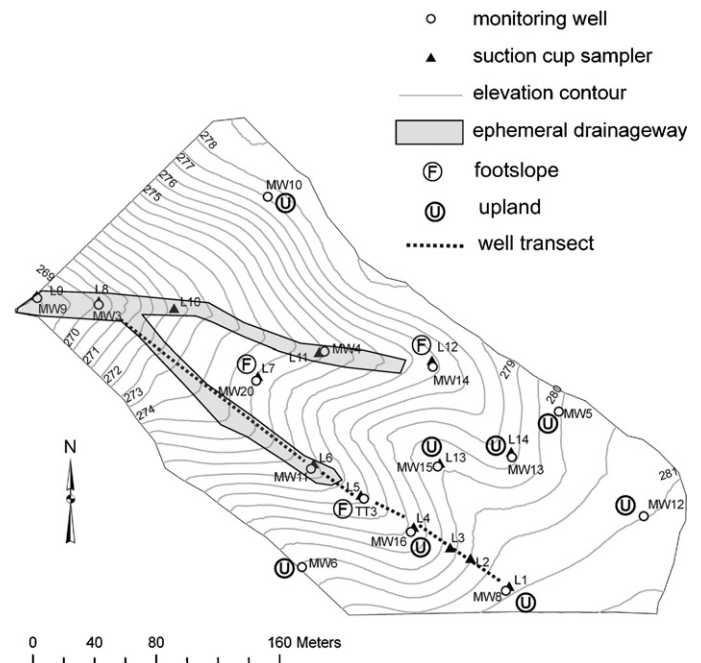 monitoring well
suction cup sampler
elevation contour
ephemeral drainageway
F footslope
U upland
well transect
278
277
276
275
MW10
U
269
L9
L8
L10
MW9
MW3
270
271
272
273
274
F
L7
MW20
L11
MW4
F
L12
MW14
279
280
MW5
U
U
L14
MW13
U
MW15
L13
281
U
MW12
N
L6
MW11
L5
F
TT3
L4
MW16
U
L3
L2
U
MW6
L1
MW8
U
0 40 80 160 Meters